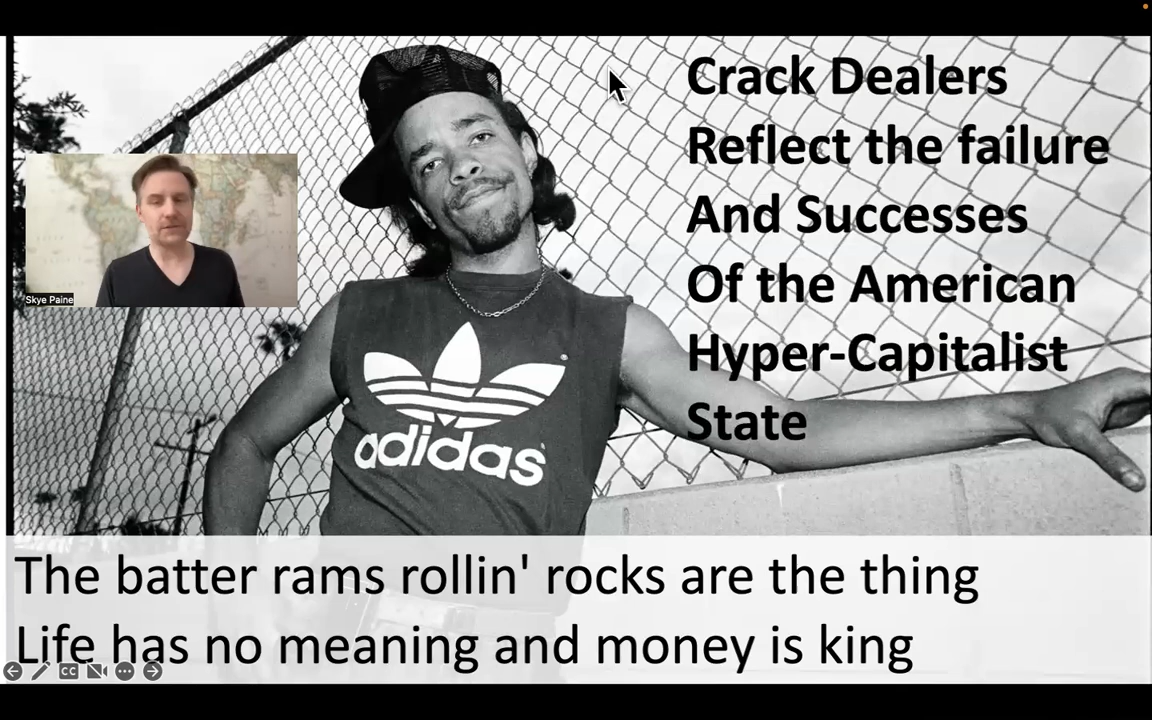 Crack Dealers
Reflect the failure
And Successes
Of the American
Hyper-Capitalist
State
Skye Paine
adidas
The batter rams rollin' rocks are the thing
Life has no meaning and money is king
CC